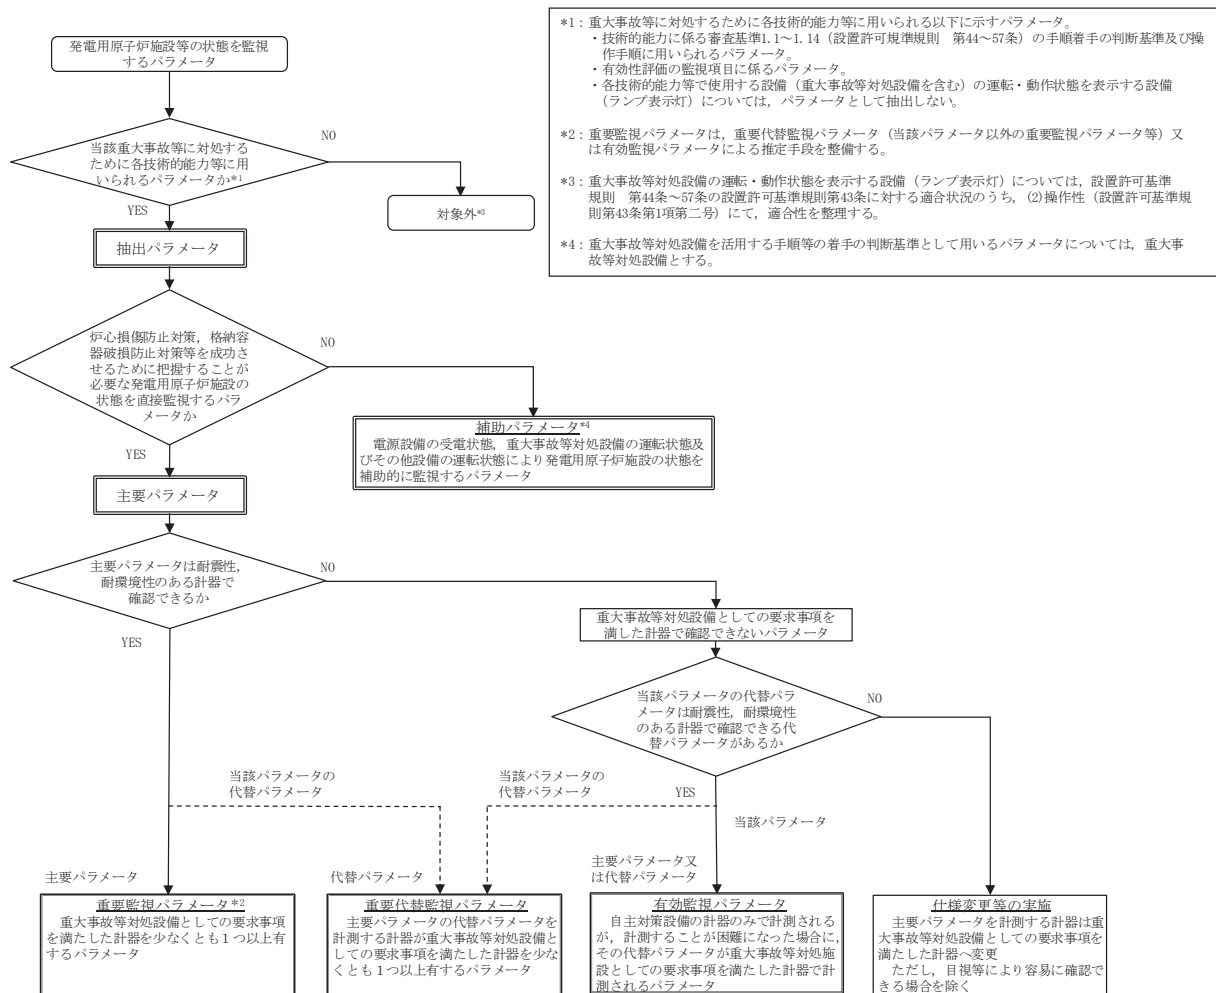 発電用原子炉施設等の状態を監視
するパラメータ
*1：重大事故等に対処するために各技術的能力等に用いられる以下に示すパラメータ。
・技術的能力に係る審査基準1.1～1.14（設置許可規準規則　第44～57条）の手順着手の判断基準及び操
作手順に用いられるパラメータ。
・有効性評価の監視項目に係るパラメータ。
・各技術的能力等で使用する設備（重大事故等対処設備を含む）の運転・動作状態を表示する設備
（ランプ表示灯）については，パラメータとして抽出しない。
*2：重要監視パラメータは，重要代替監視パラメータ（当該パラメータ以外の重要監視パラメータ等）又
は有効監視パラメータによる推定手段を整備する。
*3：重大事故等対処設備の運転・動作状態を表示する設備（ランプ表示灯）については，設置許可基準
規則　第44条～57条の設置許可基準規則第43条に対する適合状況のうち，(2)操作性（設置許可基準規
則第43条第1項第二号）にて，適合性を整理する。
*4：重大事故等対処設備を活用する手順等の着手の判断基準として用いるパラメータについては，重大事
故等対処設備とする。
当該重大事故等に対処する
ために各技術的能力等に用
いられるパラメータか*1
NO
YES
対象外*3
抽出パラメータ
炉心損傷防止対策，格納容
器破損防止対策等を成功さ
せるために把握することが
必要な発電用原子炉施設の
状態を直接監視するパラ
メータか
NO
YES
補助パラメータ*4
電源設備の受電状態，重大事故等対処設備の運転状態及
びその他設備の運転状態により発電用原子炉施設の状態を
補助的に監視するパラメータ
主要パラメータ
主要パラメータは耐震性，
耐環境性のある計器で
確認できるか
NO
YES
重大事故等対処設備としての要求事項を
満した計器で確認できないパラメータ
当該パラメータの代替パラ
メータは耐震性，耐環境性
のある計器で確認できる代
替パラメータがあるか
NO
YES
当該パラメータの
代替パラメータ
当該パラメータの
代替パラメータ
当該パラメータ
主要パラメータ
代替パラメータ
主要パラメータ又
は代替パラメータ
重要監視パラメータ*2
重大事故等対処設備としての要求事項
を満たした計器を少なくとも１つ以上有
するパラメータ
重要代替監視パラメータ
主要パラメータの代替パラメータを
計測する計器が重大事故等対処設備と
しての要求事項を満たした計器を少な
くとも１つ以上有するパラメータ
有効監視パラメータ
自主対策設備の計器のみで計測される
が，計測することが困難になった場合に，
その代替パラメータが重大事故等対処施
設としての要求事項を満たした計器で計
測されるパラメータ
仕様変更等の実施
主要パラメータを計測する計器は重
大事故等対処設備としての要求事項を
満たした計器へ変更
ただし，目視等により容易に確認で
きる場合を除く